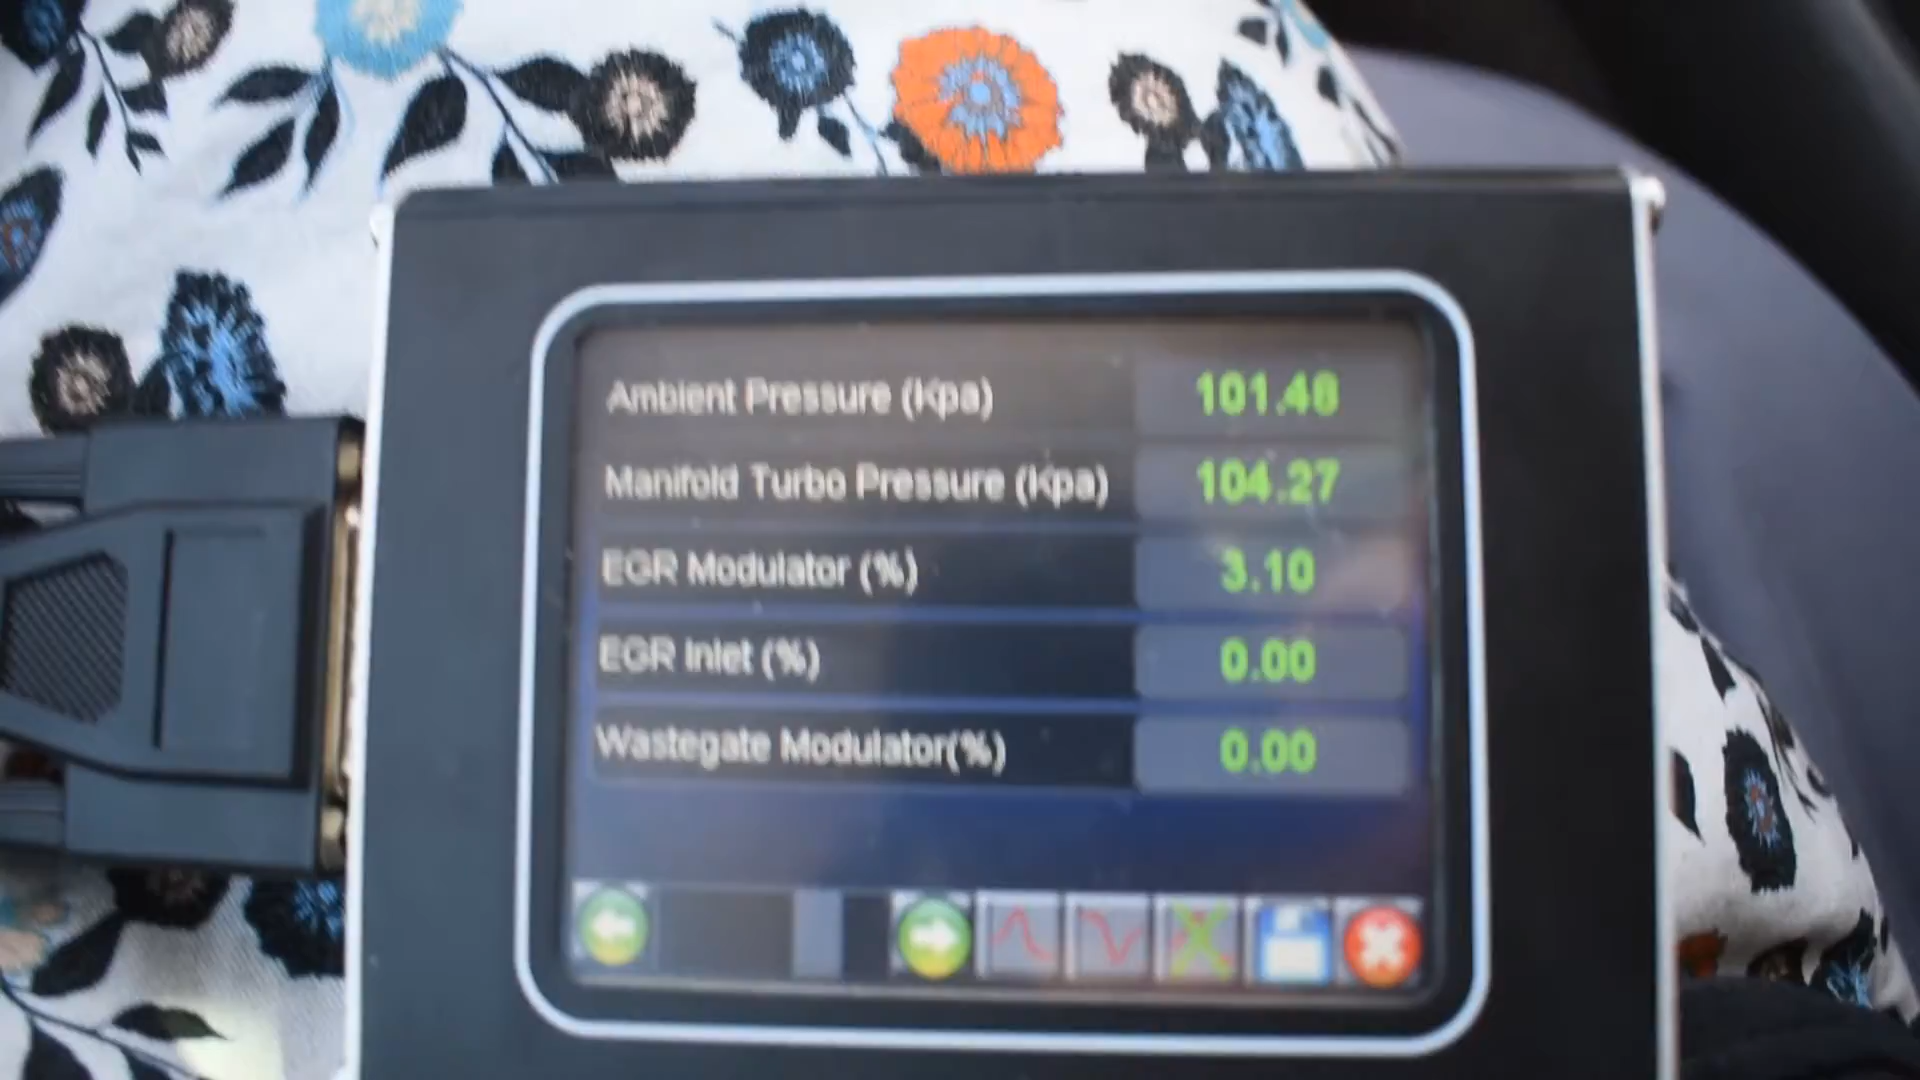 Ambient Pressure (Kpa) 101.48
Manifold Turbo Pressure (Kpa) 104.27
EGR Modulator (%) 3.10
EGR Inlet (%) 0.00
Wastegate Modulator(%) 0.00